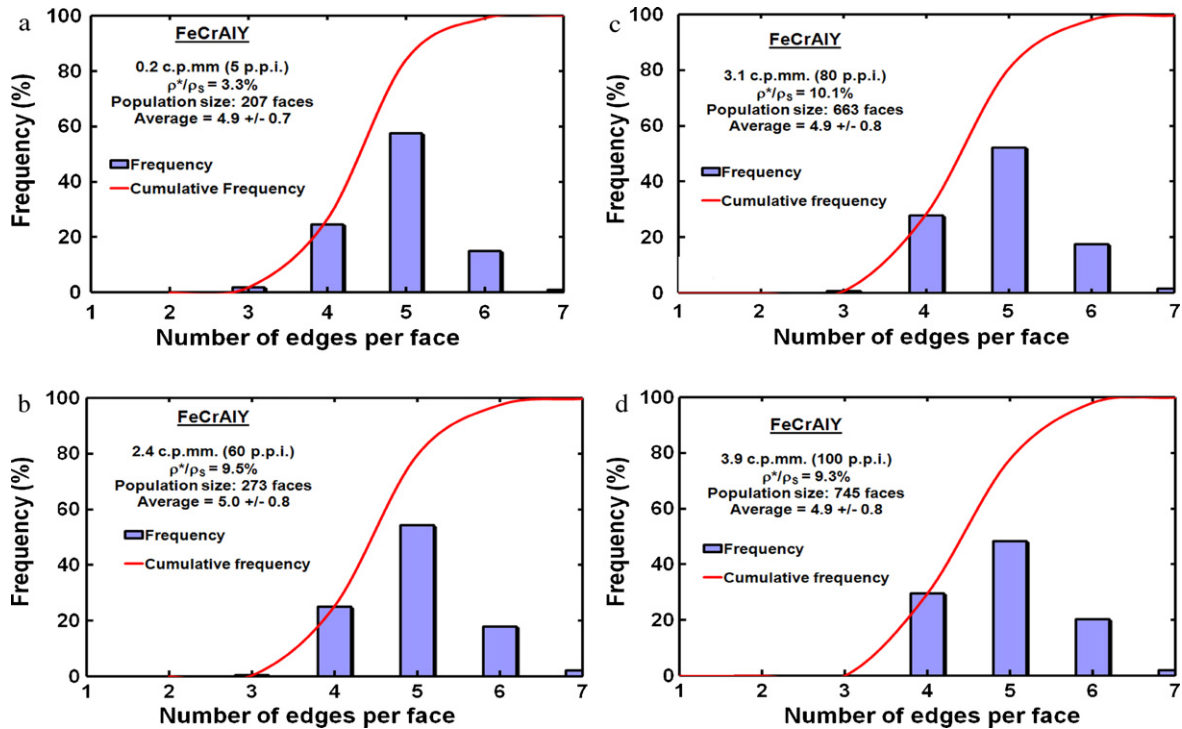 a
FeCrAlY
0.2 c.p.mm (5 p.p.i.)
ρ*/ρS = 3.3%
Population size: 207 faces
Average = 4.9 +/- 0.7
Frequency
Cumulative Frequency
Frequency (%)
100
80
60
40
20
0
1 2 3 4 5 6 7
Number of edges per face
c
FeCrAlY
3.1 c.p.mm. (80 p.p.i.)
ρ*/ρS = 10.1%
Population size: 663 faces
Average = 4.9 +/- 0.8
Frequency
Cumulative frequency
Frequency (%)
100
80
60
40
20
0
1 2 3 4 5 6 7
Number of edges per face
b
FeCrAlY
2.4 c.p.mm. (60 p.p.i.)
ρ*/ρS = 9.5%
Population size: 273 faces
Average = 5.0 +/- 0.8
Frequency
Cumulative frequency
Frequency (%)
100
80
60
40
20
0
1 2 3 4 5 6 7
Number of edges per face
d
FeCrAlY
3.9 c.p.mm. (100 p.p.i.)
ρ*/ρS = 9.3%
Population size: 745 faces
Average = 4.9 +/- 0.8
Frequency
Cumulative frequency
Frequency (%)
100
80
60
40
20
0
1 2 3 4 5 6 7
Number of edges per face